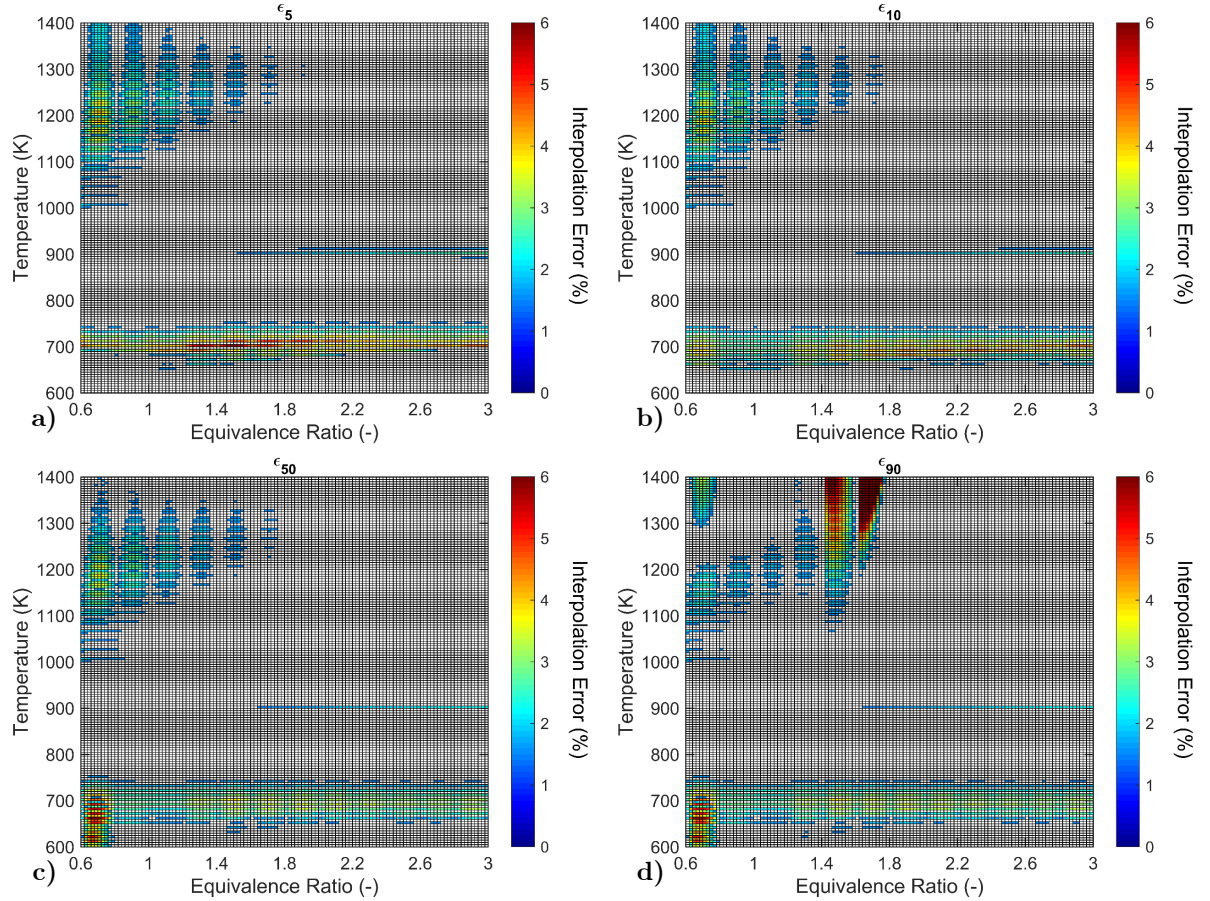 ϵ5
1400
1300
1200
1100
1000
900
800
700
600
Temperature (K)
0.6 1 1.4 1.8 2.2 2.6 3
Equivalence Ratio (-)
6
5
4
3
2
1
0
Interpolation Error (%)
a)
ϵ10
1400
1300
1200
1100
1000
900
800
700
600
Temperature (K)
0.6 1 1.4 1.8 2.2 2.6 3
Equivalence Ratio (-)
6
5
4
3
2
1
0
Interpolation Error (%)
b)
ϵ50
1400
1300
1200
1100
1000
900
800
700
600
Temperature (K)
0.6 1 1.4 1.8 2.2 2.6 3
Equivalence Ratio (-)
6
5
4
3
2
1
0
Interpolation Error (%)
c)
ϵ90
1400
1300
1200
1100
1000
900
800
700
600
Temperature (K)
0.6 1 1.4 1.8 2.2 2.6 3
Equivalence Ratio (-)
6
5
4
3
2
1
0
Interpolation Error (%)
d)